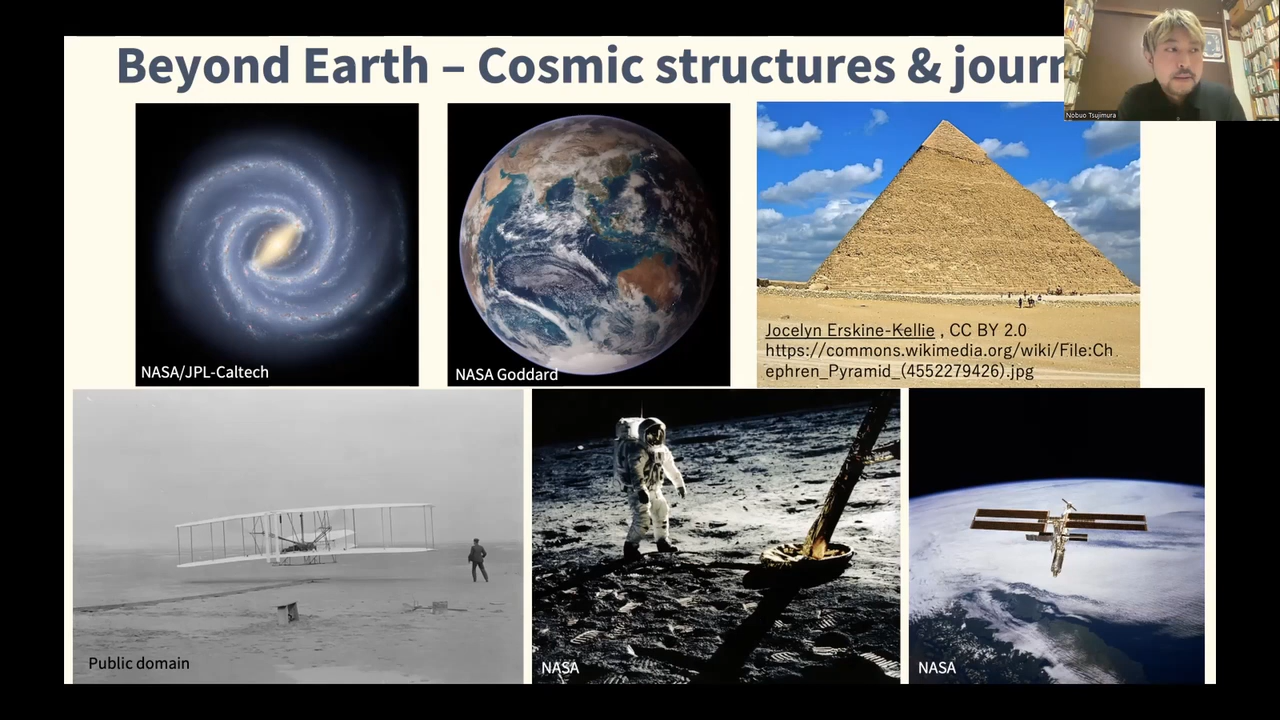 Beyond Earth – Cosmic structures & journ
Nobuo Tsujimura
NASA/JPL-Caltech
NASA Goddard
Jocelyn Erskine-Kellie , CC BY 2.0
https://commons.wikimedia.org/wiki/File:Ch
ephren_Pyramid_(4552279426).jpg
Public domain
NASA
NASA